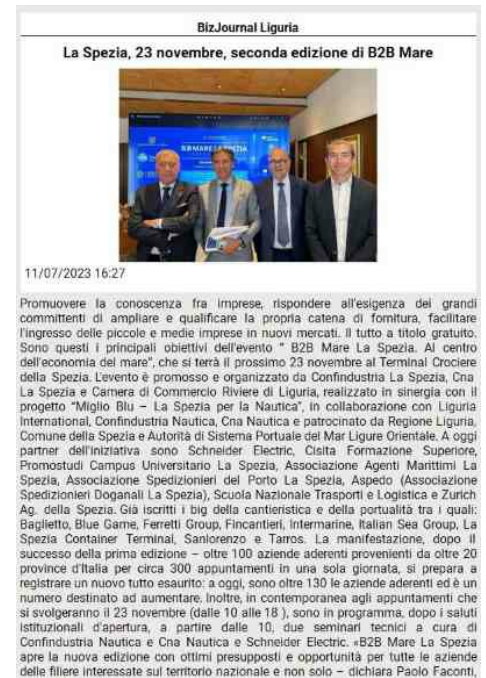 BizJournal Liguria
La Spezia, 23 novembre, seconda edizione di B2B Mare
B2B MARE LA SPEZIA
11/07/2023 16:27
Promuovere la conoscenza fra imprese, rispondere all'esigenza dei grandi
committenti di ampliare e qualificare la propria catena di fornitura, facilitare
l'ingresso delle piccole e medie imprese in nuovi mercati. Il tutto a titolo gratuito.
Sono questi i principali obiettivi dell'evento " B2B Mare La Spezia. Al centro
dell'economia del mare", che si terrà il prossimo 23 novembre al Terminal Crociere
della Spezia. L'evento è promosso e organizzato da Confindustria La Spezia, Cna
La Spezia e Camera di Commercio Riviere di Liguria, realizzato in sinergia con il
progetto "Miglio Blu – La Spezia per la Nautica", in collaborazione con Liguria
International, Confindustria Nautica, Cna Nautica e patrocinato da Regione Liguria,
Comune della Spezia e Autorità di Sistema Portuale del Mar Ligure Orientale. A oggi
partner dell'iniziativa sono Schneider Electric, Cisita Formazione Superiore,
Promostudi Campus Universitario La Spezia, Associazione Agenti Marittimi La
Spezia, Associazione Spedizionieri del Porto La Spezia, Aspedo (Associazione
Spedizionieri Doganali La Spezia), Scuola Nazionale Trasporti e Logistica e Zurich
Ag. della Spezia. Già iscritti i big della cantieristica e della portualità tra i quali:
Baglietto, Blue Game, Ferretti Group, Fincantieri, Intermarine, Italian Sea Group, La
Spezia Container Terminal, Sanlorenzo e Tarros. La manifestazione, dopo il
successo della prima edizione – oltre 100 aziende aderenti provenienti da oltre 20
province d'Italia per circa 300 appuntamenti in una sola giornata, si prepara a
registrare un nuovo tutto esaurito: a oggi, sono oltre 130 le aziende aderenti ed è un
numero destinato ad aumentare. Inoltre, in contemporanea agli appuntamenti che
si svolgeranno il 23 novembre (dalle 10 alle 18 ), sono in programma, dopo i saluti
istituzionali d'apertura, a partire dalle 10, due seminari tecnici a cura di
Confindustria Nautica e Cna Nautica e Schneider Electric. «B2B Mare La Spezia
apre la nuova edizione con ottimi presupposti e opportunità per tutte le aziende
delle filiere interessate sul territorio nazionale e non solo – dichiara Paolo Faconti,